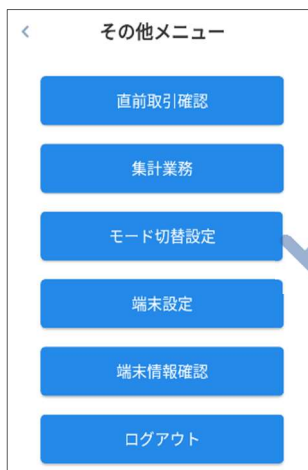 その他メニュー
直前取引確認
集計業務
モード切替設定
端末設定
端末情報確認
ログアウト